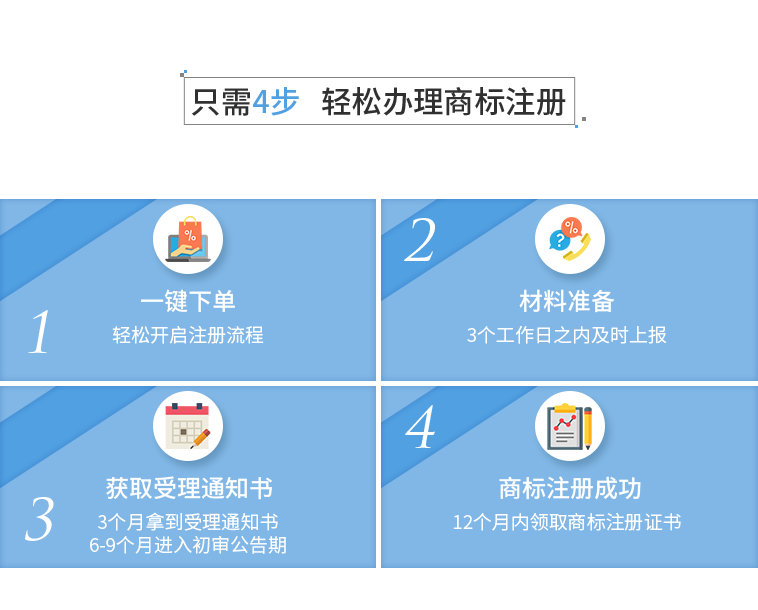 只需4步 轻松办理商标注册
1
一键下单
轻松开启注册流程
2
材料准备
3个工作日之内及时上报
3
获取受理通知书
3个月拿到受理通知书
6-9个月进入初审公告期
4
商标注册成功
12个月内领取商标注册证书